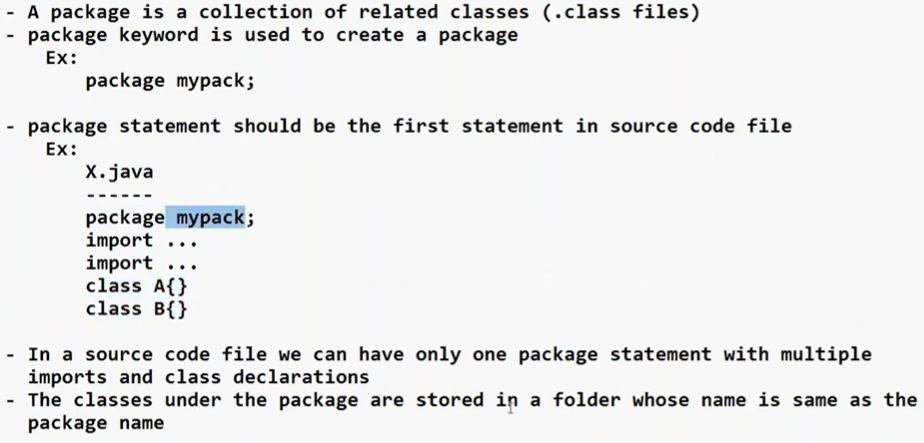 - A package is a collection of related classes (.class files)
- package keyword is used to create a package
Ex:
package mypack;
- package statement should be the first statement in source code file
Ex:
X.java
------
package mypack;
import ...
import ...
class A{}
class B{}
- In a source code file we can have only one package statement with multiple
imports and class declarations
- The classes under the package are stored in a folder whose name is same as the
package name